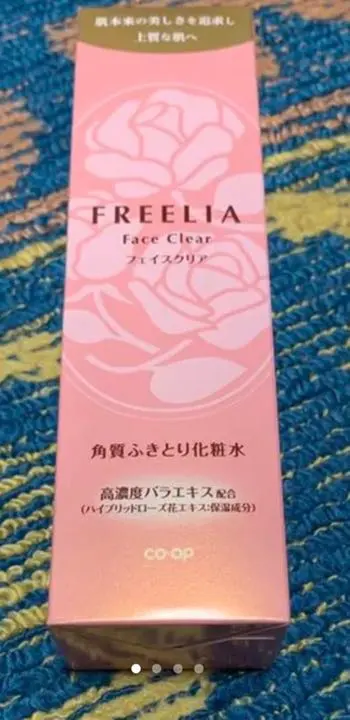 肌本来の美しさを追求し
上質な肌へ
FREELIA
Face Clear
フェイスクリア
角質ふきとり化粧水
高濃度バラエキス配合
(ハイブリッドローズ花エキス:保湿成分)
co·op